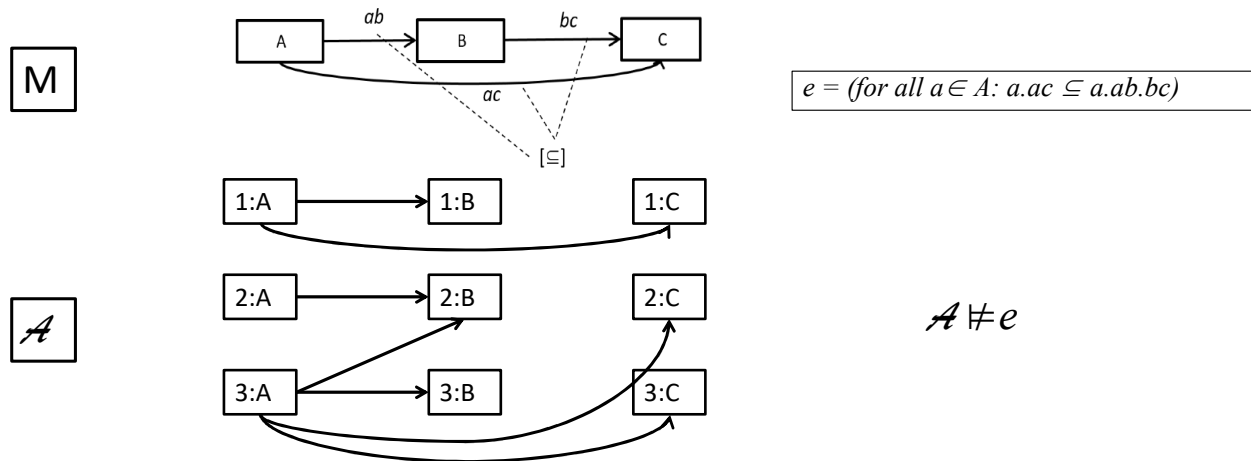 ab
bc
M
A
B
C
ac
e = (for all a ∈ A: a.ac ⊆ a.ab.bc)
[⊆]
1:A
1:B
1:C
2:A
2:B
2:C
𝒜
𝒜 ⊭ e
3:A
3:B
3:C